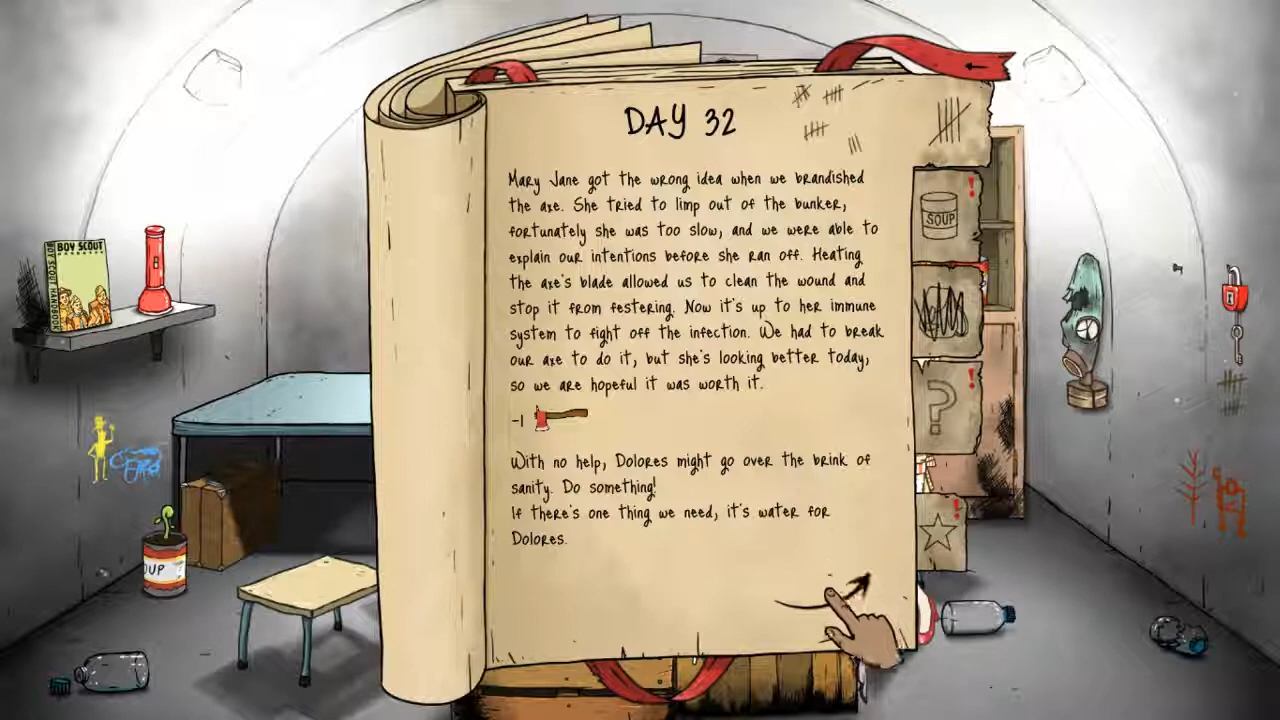 DAY 32
Mary Jane got the wrong idea when we brandished
the axe. She tried to limp out of the bunker,
fortunately she was too slow, and we were able to
explain our intentions before she ran off. Heating
the axe's blade allowed us to clean the wound and
stop it from festering. Now it's up to her immune
system to fight off the infection. We had to break
our axe to do it, but she's looking better today,
so we are hopeful it was worth it.
-1
With no help, Dolores might go over the brink of
sanity. Do something!
If there's one thing we need, it's water for
Dolores.
SOUP
!
?
!
!
BOY SCOUT
BOY SCOUT HANDBOOK
OUP